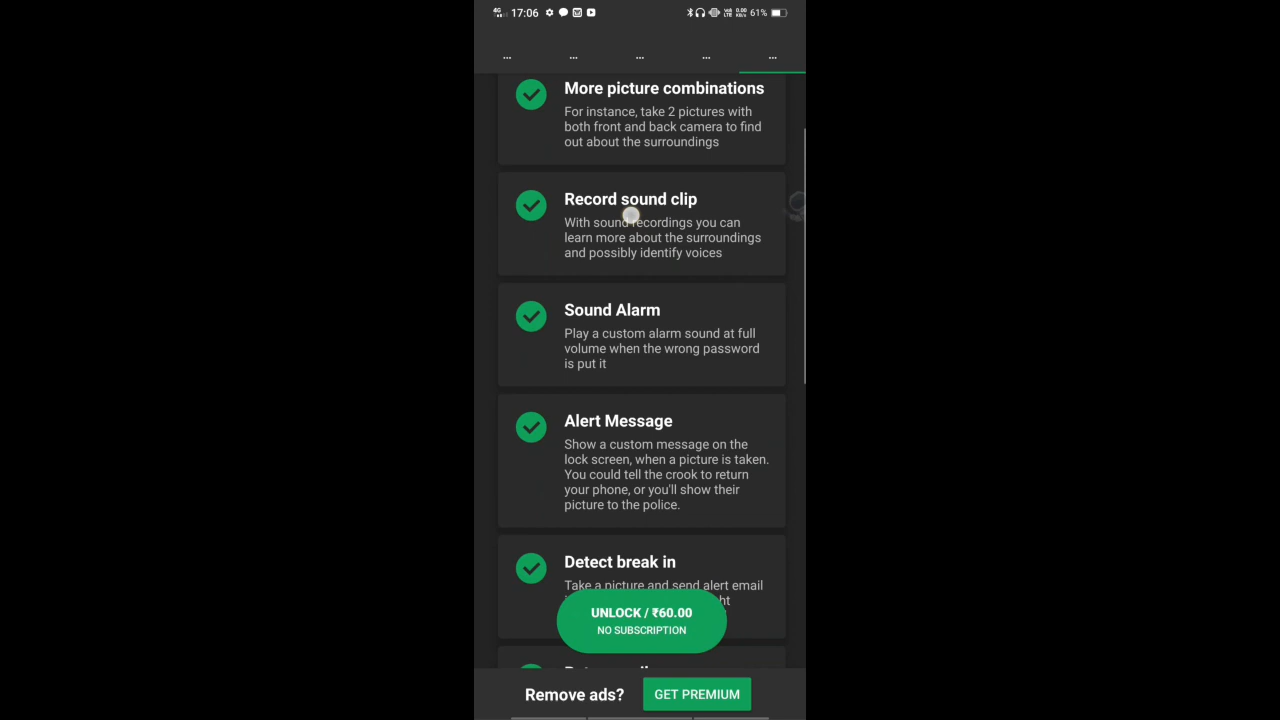 4G 17:06 61%
... ... ... ... ...
More picture combinations
For instance, take 2 pictures with
both front and back camera to find
out about the surroundings
Record sound clip
With sound recordings you can
learn more about the surroundings
and possibly identify voices
Sound Alarm
Play a custom alarm sound at full
volume when the wrong password
is put it
Alert Message
Show a custom message on the
lock screen, when a picture is taken.
You could tell the crook to return
your phone, or you'll show their
picture to the police.
Detect break in
Take a picture and send alert email
UNLOCK / ₹60.00
NO SUBSCRIPTION
Remove ads? GET PREMIUM